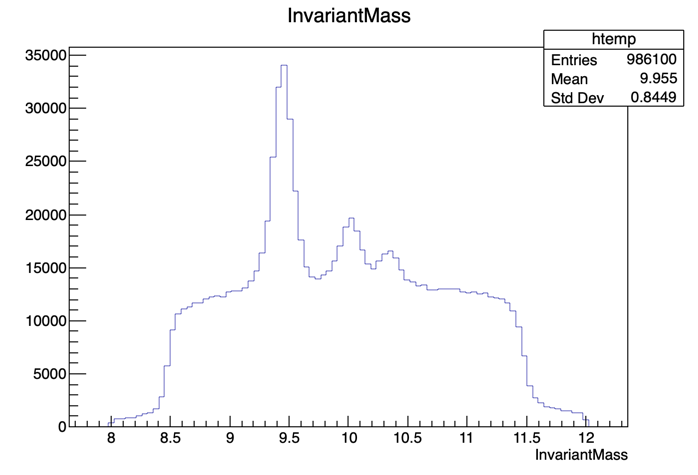 InvariantMass
htemp
Entries 986100
Mean 9.955
Std Dev 0.8449
35000
30000
25000
20000
15000
10000
5000
0
8 8.5 9 9.5 10 10.5 11 11.5 12
InvariantMass